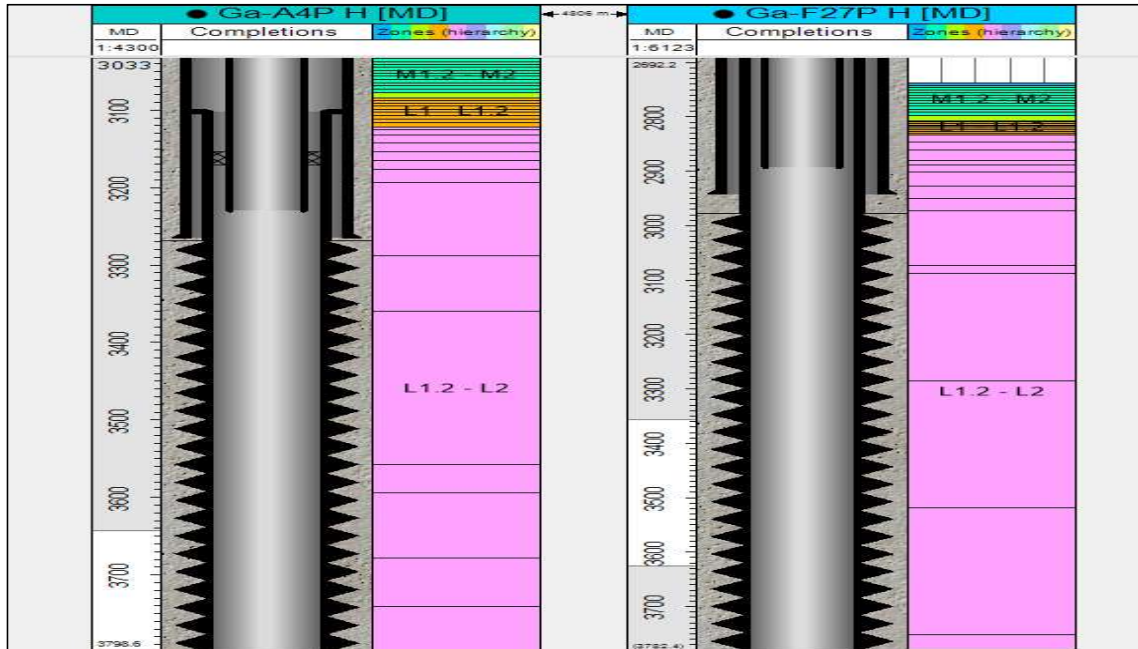 Ga-A4P H [MD]
4806 m
Ga-F27P H [MD]
MD
Completions
Zones (hierarchy)
MD
Completions
Zones (hierarchy)
1:4300
1:6123
3033
M1.2 - M2
L1 - L1.2
3100
3200
3300
3400
L1.2 - L2
3500
3600
3700
3798.6
2692.2
M1.2 - M2
L1 - L1.2
2800
2900
3000
3100
3200
3300
L1.2 - L2
3400
3500
3600
3700
(3782.4)